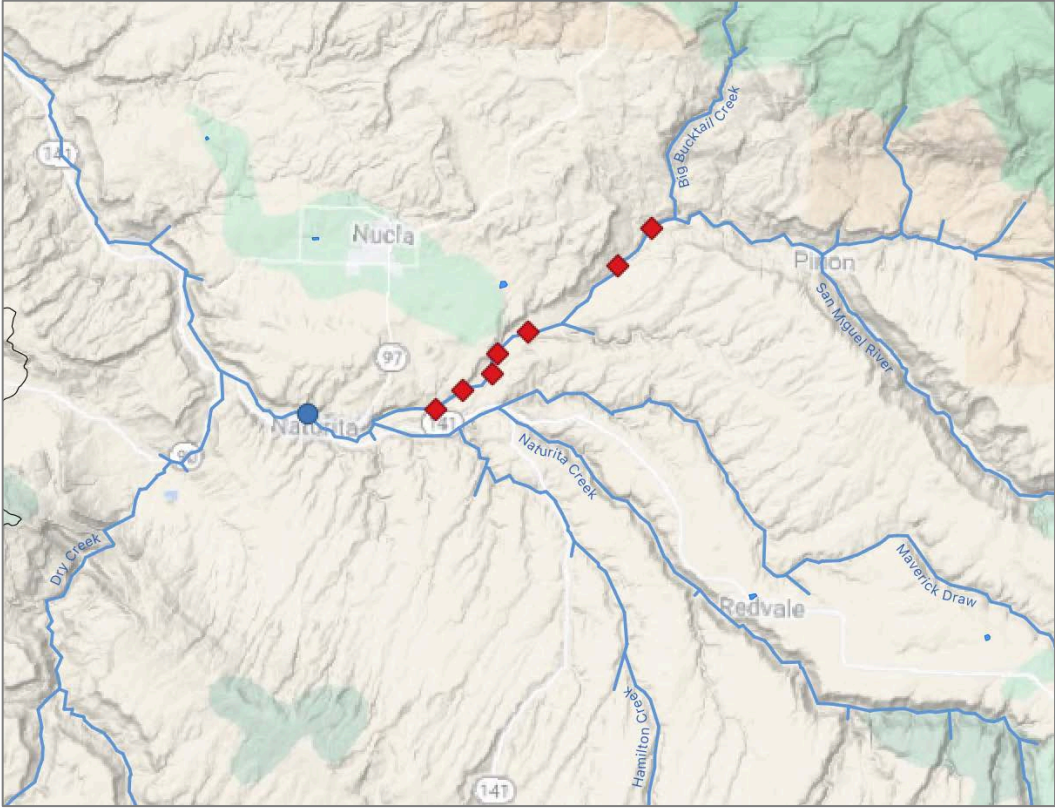 Big Bucktail Creek
141
Nucla
Pinon
San Miguel River
97
141
Naturita
Naturita Creek
90
Dry Creek
Maverick Draw
Redvale
Hamilton Creek
141